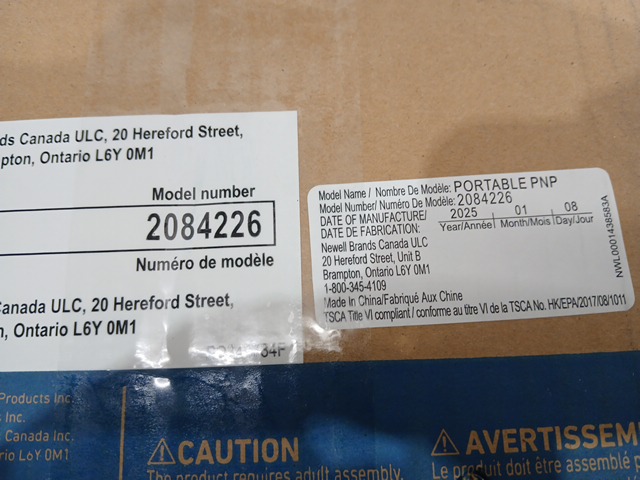 ds Canada ULC, 20 Hereford Street,
pton, Ontario L6Y 0M1
Model number
2084226
Numéro de modèle
Canada ULC, 20 Hereford Street,
n, Ontario L6Y 0M1
34F
Model Name / Nombre De Modèle: PORTABLE PNP
Model Number/ Numéro De Modèle: 2084226
DATE OF MANUFACTURE/ 2025 01 08
DATE DE FABRICATION: Year/Année Month/Mois Day/Jour
Newell Brands Canada ULC
20 Hereford Street, Unit B
Brampton, Ontario L6Y 0M1
1-800-345-4109
Made In China/Fabriqué Aux Chine
TSCA Title VI compliant / conforme au titre VI de la TSCA No. HK/EPA/2017/08/1011
NWL0001438583A
Products Inc.
s Inc.
Canada Inc.
rio L6Y 0M1
⚠CAUTION
The product requires adult assembly.
⚠AVERTISSEM
Le produit doit être assemblé p